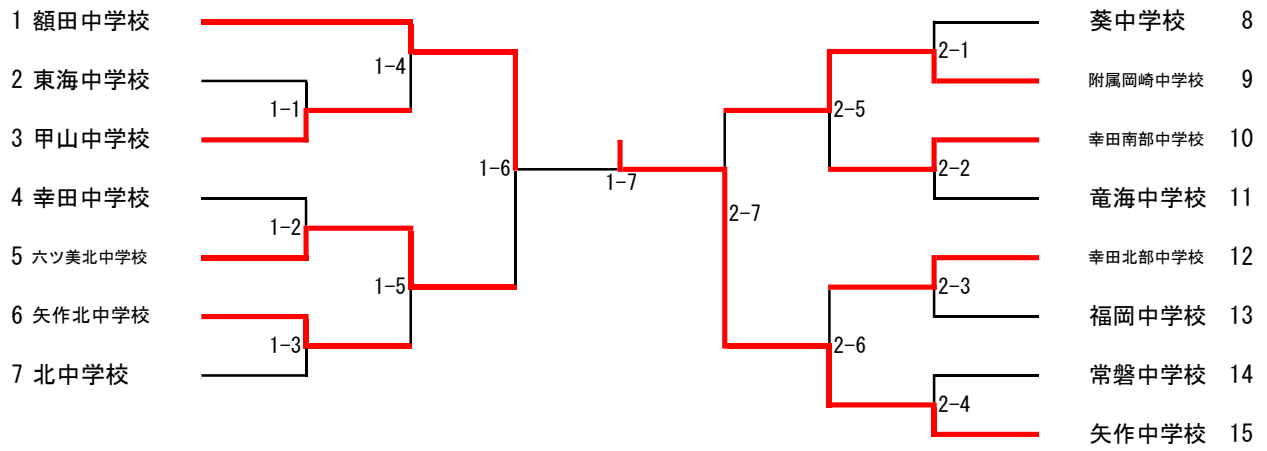 1 額田中学校
2 東海中学校
3 甲山中学校
4 幸田中学校
5 六ツ美北中学校
6 矢作北中学校
7 北中学校
1-4
1-1
1-2
1-5
1-3
1-6
1-7
2-7
2-5
2-6
2-1
2-2
2-3
2-4
葵中学校 8
附属岡崎中学校 9
幸田南部中学校 10
竜海中学校 11
幸田北部中学校 12
福岡中学校 13
常磐中学校 14
矢作中学校 15